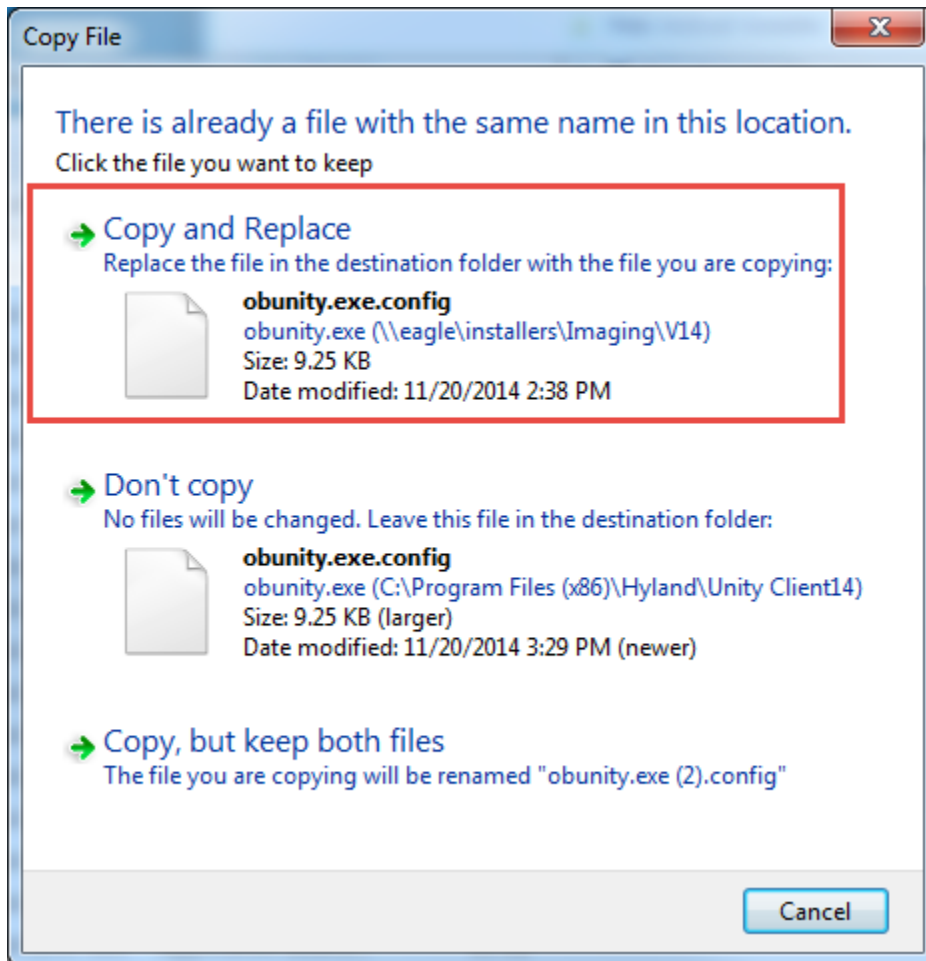 Copy File
There is already a file with the same name in this location.
Click the file you want to keep
Copy and Replace
Replace the file in the destination folder with the file you are copying:
obunity.exe.config
obunity.exe (\\eagle\installers\Imaging\V14)
Size: 9.25 KB
Date modified: 11/20/2014 2:38 PM
Don't copy
No files will be changed. Leave this file in the destination folder:
obunity.exe.config
obunity.exe (C:\Program Files (x86)\Hyland\Unity Client14)
Size: 9.25 KB (larger)
Date modified: 11/20/2014 3:29 PM (newer)
Copy, but keep both files
The file you are copying will be renamed "obunity.exe (2).config"
Cancel